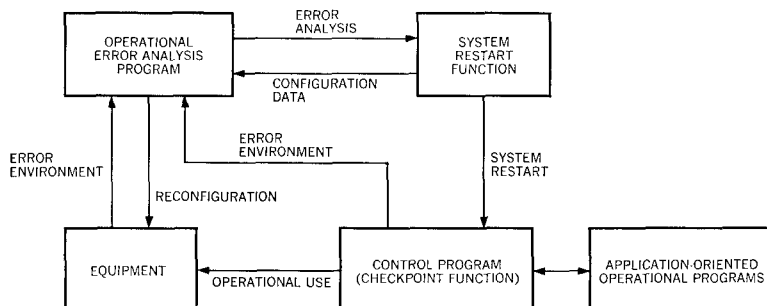 OPERATIONAL
ERROR ANALYSIS
PROGRAM
ERROR
ANALYSIS
SYSTEM
RESTART
FUNCTION
CONFIGURATION
DATA
ERROR
ENVIRONMENT
ERROR
ENVIRONMENT
SYSTEM
RESTART
RECONFIGURATION
EQUIPMENT
OPERATIONAL USE
CONTROL PROGRAM
(CHECKPOINT FUNCTION)
APPLICATION-ORIENTED
OPERATIONAL PROGRAMS